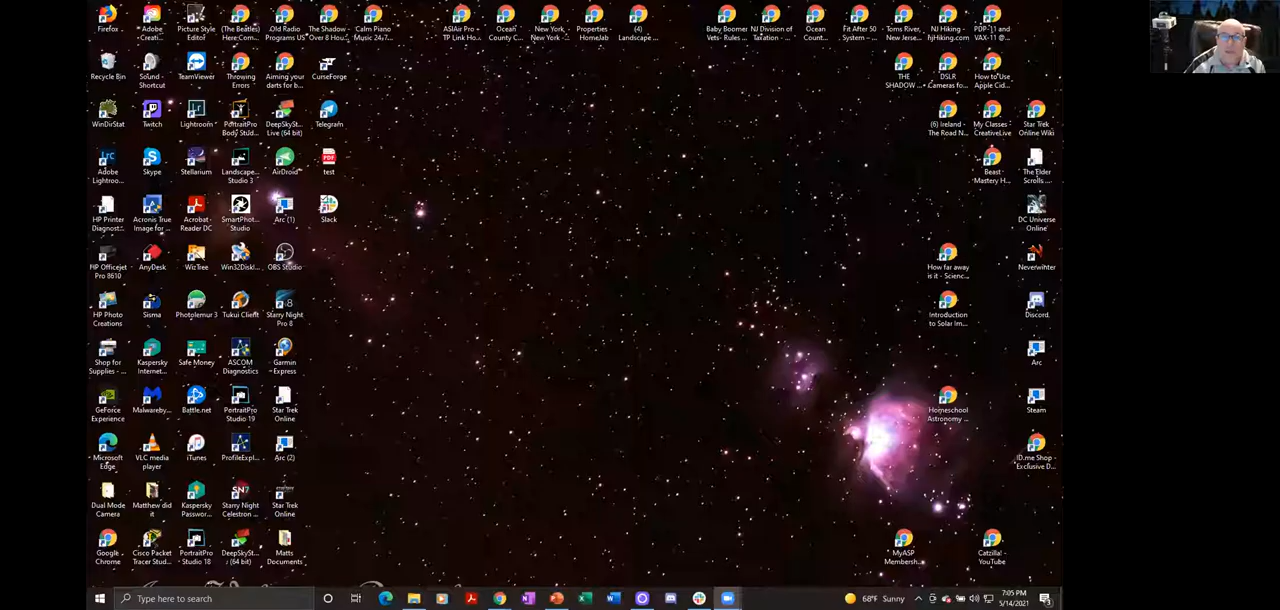 Firefox
Adobe
Creati...
Picture Style
Editor
(The Beatles)
Here Com...
Old Radio
Programs US
The Shadow -
Over 8 Hou...
Calm Piano
Music 24/7...
ASIAir Pro +
TP Link Ho...
Ocean
County C...
New York
New York -...
Properties -
HomeJab
(4)
Landscape ...
Baby Boomer
Vets- Rules ...
NJ Division of
Taxation - ...
Ocean
Count...
Fit After 50
System – ...
Toms River,
New Jerse...
NJ Hiking -
njHiking.com
PDP-11 and
VAX-11 @...
Recycle Bin
Sound -
Shortcut
TeamViewer
Throwing
Errors
Aiming your
darts for b...
CurseForge
THE
SHADOW ...
DSLR
Cameras fo...
How to Use
Apple Cid...
WinDirStat
Twitch
Lightroom
PortraitPro
Body Stud...
DeepSkySt...
Live (64 bit)
Telegram
(6) Ireland -
The Road N...
My Classes -
CreativeLive
Star Trek
Online Wiki
Adobe
Lightroo...
Skype
Stellarium
Landscape...
Studio 3
AirDroid
test
Beast -
Mastery H...
The Elder
Scrolls ...
HP Printer
Diagnost...
Acronis True
Image for ...
Acrobat
Reader DC
SmartPhot...
Studio
Arc (1)
Slack
DC Universe
Online
HP Officejet
Pro 8610
AnyDesk
WizTree
Win32Diskl...
OBS Studio
How far away
is it - Scienc...
Neverwinter
HP Photo
Creations
Sisma
Photolemur 3
Tukui Client
Starry Night
Pro 8
Introduction
to Solar Im...
Discord
Shop for
Supplies - ...
Kaspersky
Internet...
Safe Money
ASCOM
Diagnostics
Garmin
Express
Arc
GeForce
Experience
Malwareby...
Battle.net
PortraitPro
Studio 19
Star Trek
Online
Homeschool
Astronomy ...
Steam
Microsoft
Edge
VLC media
player
iTunes
ProfileExpl...
Arc (2)
ID.me Shop -
Exclusive D...
Dual Mode
Camera
Matthew did
it
Kaspersky
Passwor...
Starry Night
Celestron ...
Star Trek
Online
Google
Chrome
Cisco Packet
Tracer Stud...
PortraitPro
Studio 18
DeepSkySt...
(64 bit)
Matts
Documents
MyASP
Membersh...
Catzilla! -
YouTube
Type here to search
68°F Sunny
7:05 PM
5/14/2021